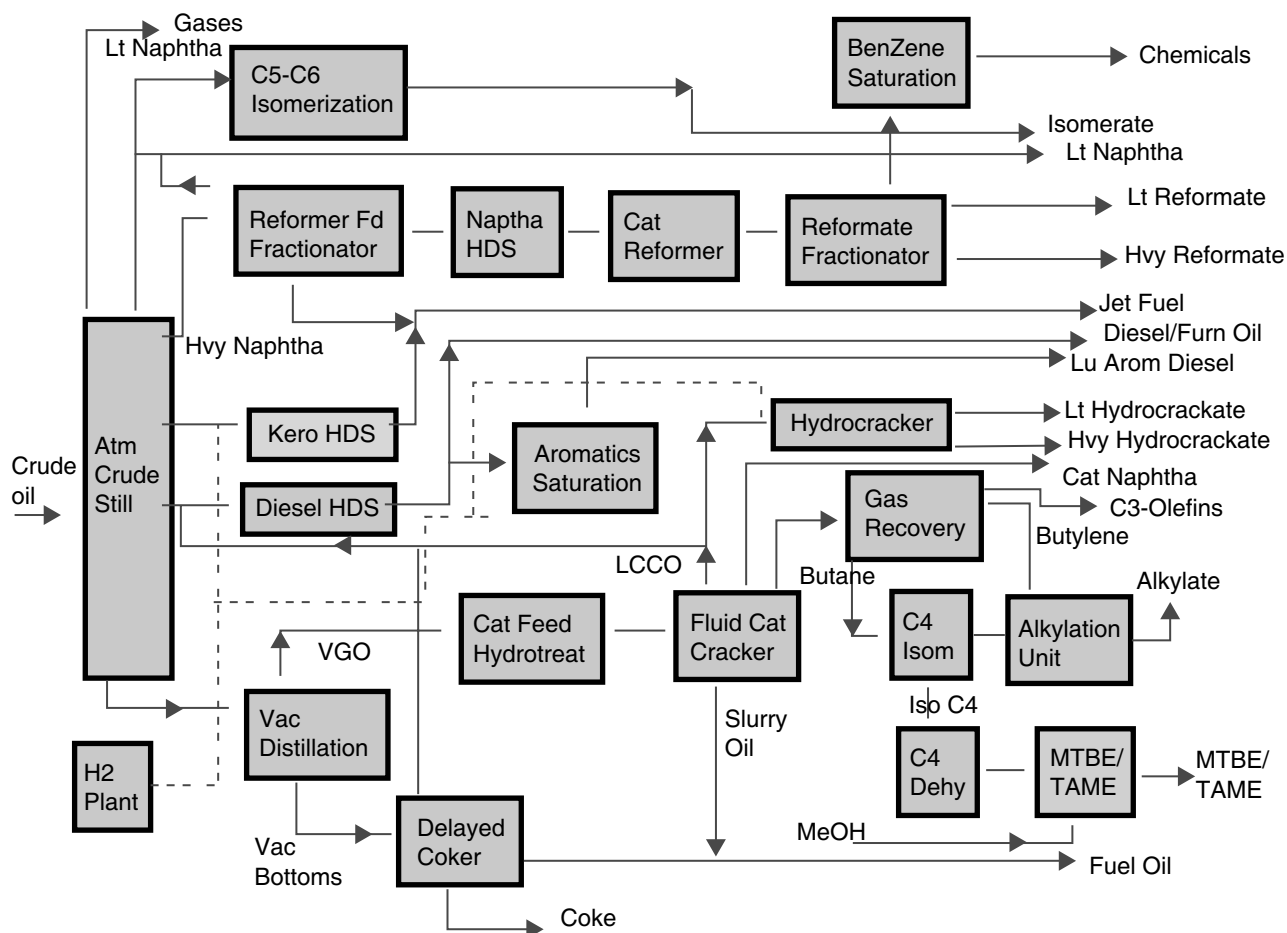 Gases
Lt Naphtha
C5-C6
Isomerization
BenZene
Saturation
Chemicals
Isomerate
Lt Naphtha
Reformer Fd
Fractionator
Naptha
HDS
Cat
Reformer
Reformate
Fractionator
Lt Reformate
Hvy Reformate
Hvy Naphtha
Jet Fuel
Diesel/Furn Oil
Lu Arom Diesel
Crude
oil
Atm
Crude
Still
Kero HDS
Diesel HDS
Aromatics
Saturation
Hydrocracker
Lt Hydrocrackate
Hvy Hydrocrackate
Cat Naphtha
Gas
Recovery
C3-Olefins
Butylene
LCCO
Butane
Alkylate
VGO
Cat Feed
Hydrotreat
Fluid Cat
Cracker
C4
Isom
Alkylation
Unit
Iso C4
Vac
Distillation
Slurry
Oil
H2
Plant
C4
Dehy
MTBE/
TAME
MTBE/
TAME
Vac
Bottoms
Delayed
Coker
MeOH
Fuel Oil
Coke